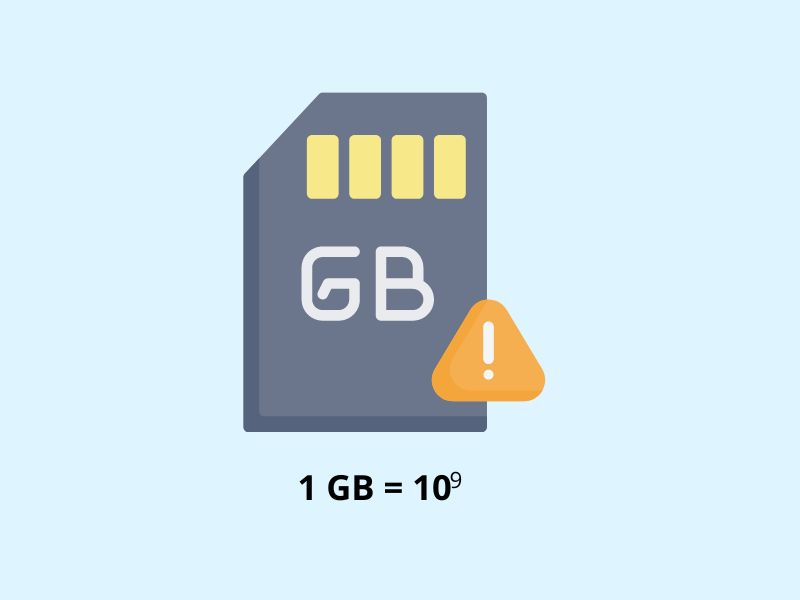 GB
!
1 GB = 10⁹